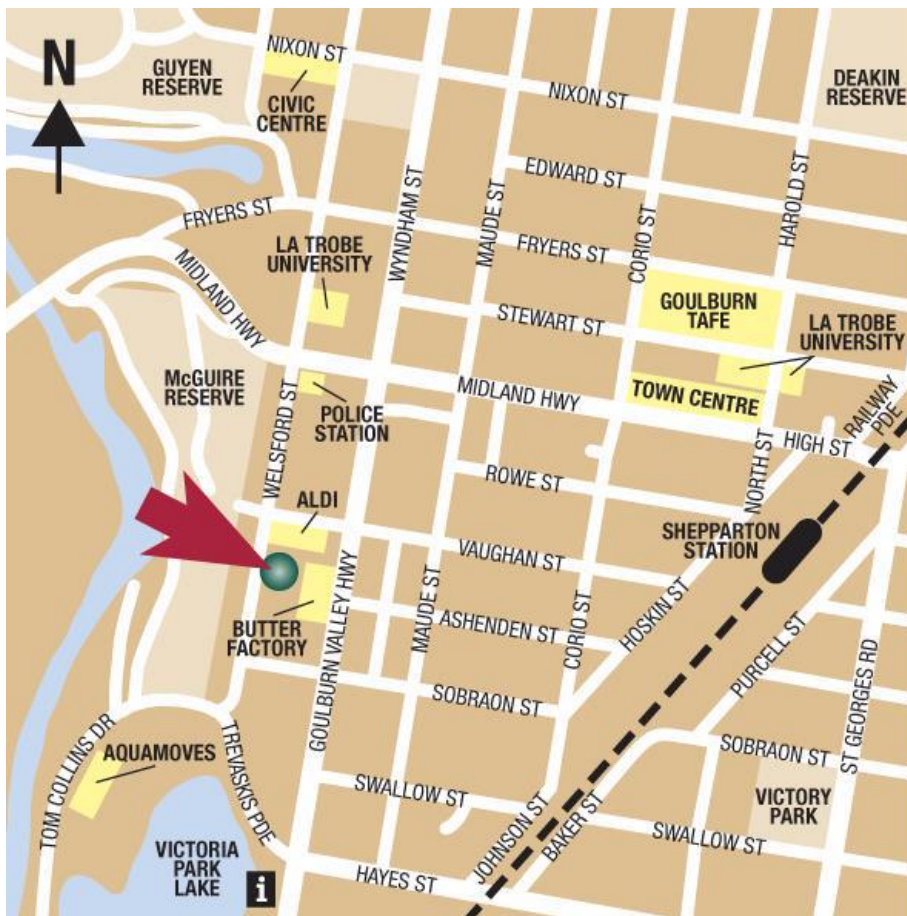 N
GUYEN
RESERVE
NIXON ST
CIVIC
CENTRE
NIXON ST
DEAKIN
RESERVE
EDWARD ST
FRYERS ST
WYNDHAM ST
MAUDE ST
CORIO ST
HAROLD ST
FRYERS ST
LA TROBE
UNIVERSITY
MIDLAND HWY
STEWART ST
GOULBURN
TAFE
LA TROBE
UNIVERSITY
McGUIRE
RESERVE
POLICE
STATION
MIDLAND HWY
TOWN CENTRE
RAILWAY
PDE
HIGH ST
WELSFORD ST
ROWE ST
NORTH ST
ALDI
VAUGHAN ST
SHEPPARTON
STATION
BUTTER
FACTORY
GOULBURN VALLEY HWY
MAUDE ST
ASHENDEN ST
CORIO ST
HOSKIN ST
PURCELL ST
ST GEORGES RD
SOBRAON ST
TOM COLLINS DR
AQUAMOVES
TREVASKIS PDE
SOBRAON ST
SWALLOW ST
JOHNSON ST
BAKER ST
VICTORY
PARK
SWALLOW ST
VICTORIA
PARK
LAKE
i
HAYES ST